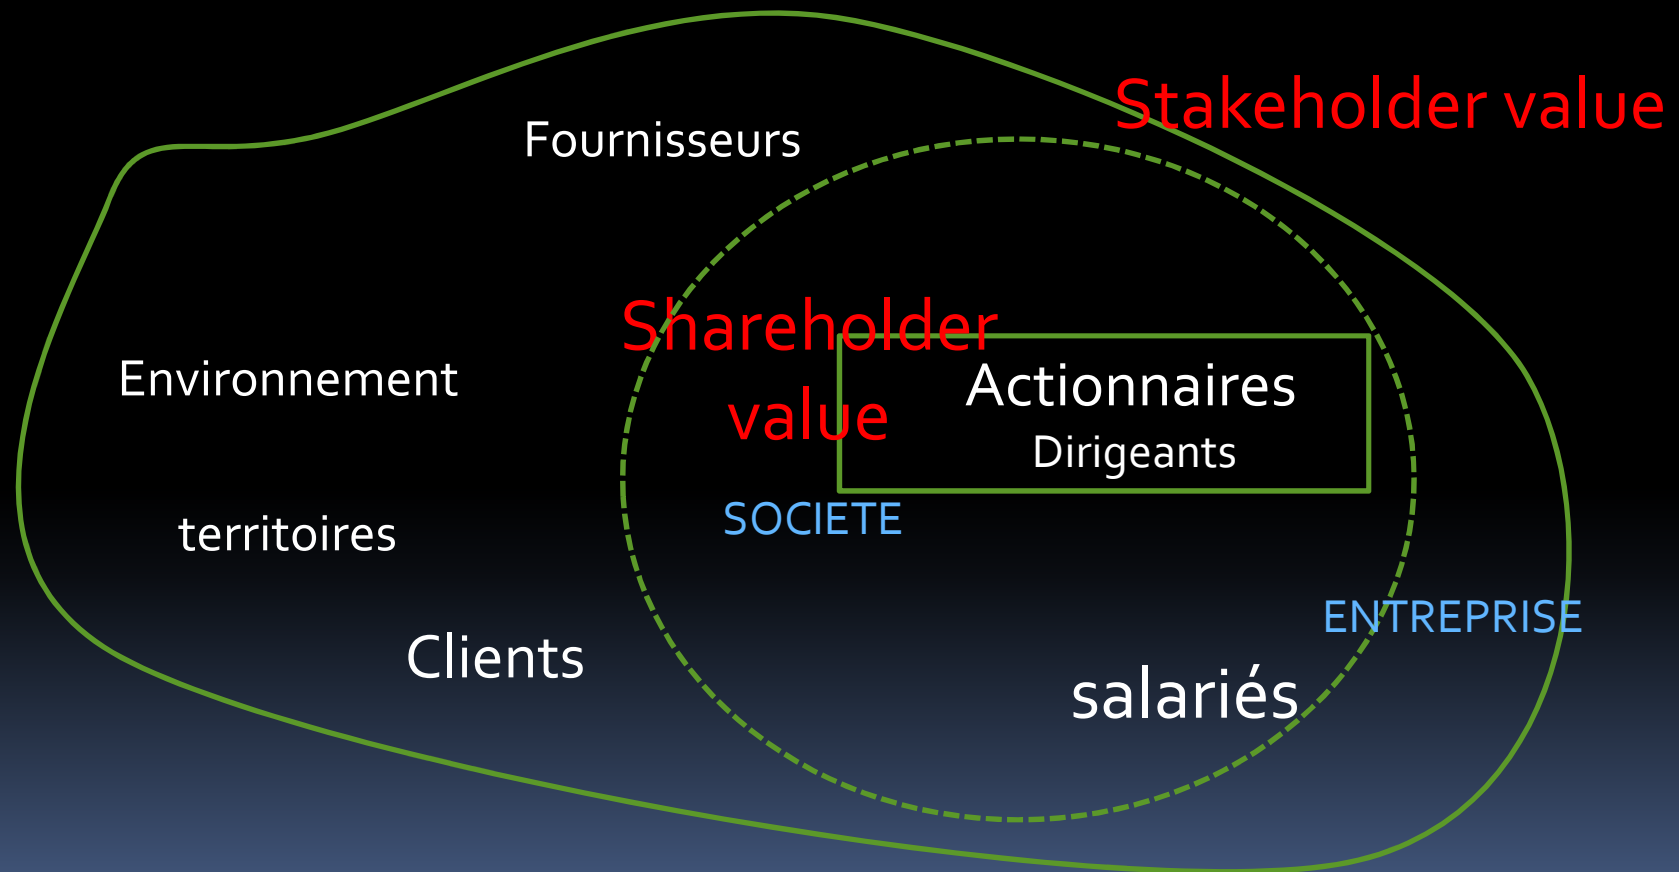 Stakeholder value
Fournisseurs
Shareholder
value
Environnement
Actionnaires
Dirigeants
SOCIETE
territoires
ENTREPRISE
Clients
salariés